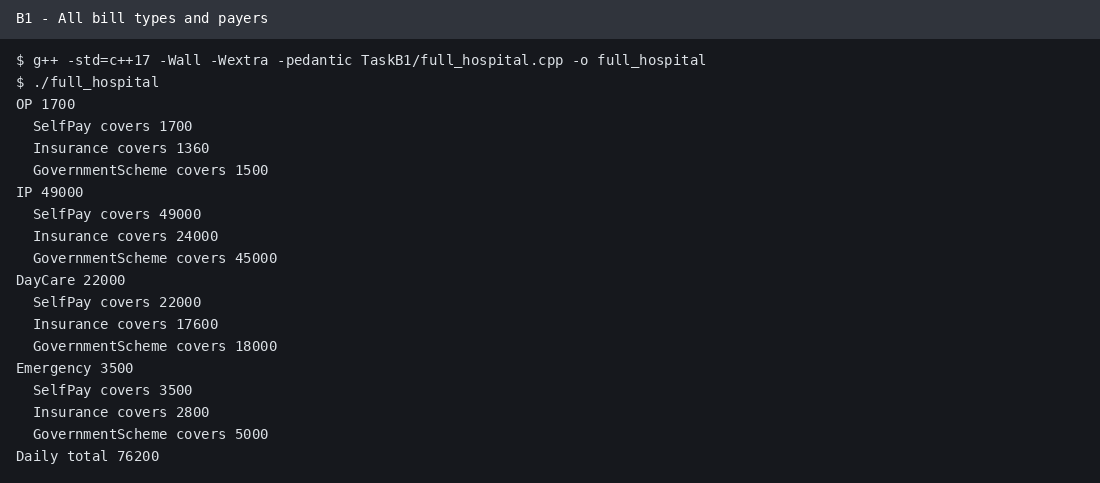 B1 - All bill types and payers
$ g++ -std=c++17 -Wall -Wextra -pedantic TaskB1/full_hospital.cpp -o full_hospital
$ ./full_hospital
OP 1700
  SelfPay covers 1700
  Insurance covers 1360
  GovernmentScheme covers 1500
IP 49000
  SelfPay covers 49000
  Insurance covers 24000
  GovernmentScheme covers 45000
DayCare 22000
  SelfPay covers 22000
  Insurance covers 17600
  GovernmentScheme covers 18000
Emergency 3500
  SelfPay covers 3500
  Insurance covers 2800
  GovernmentScheme covers 5000
Daily total 76200